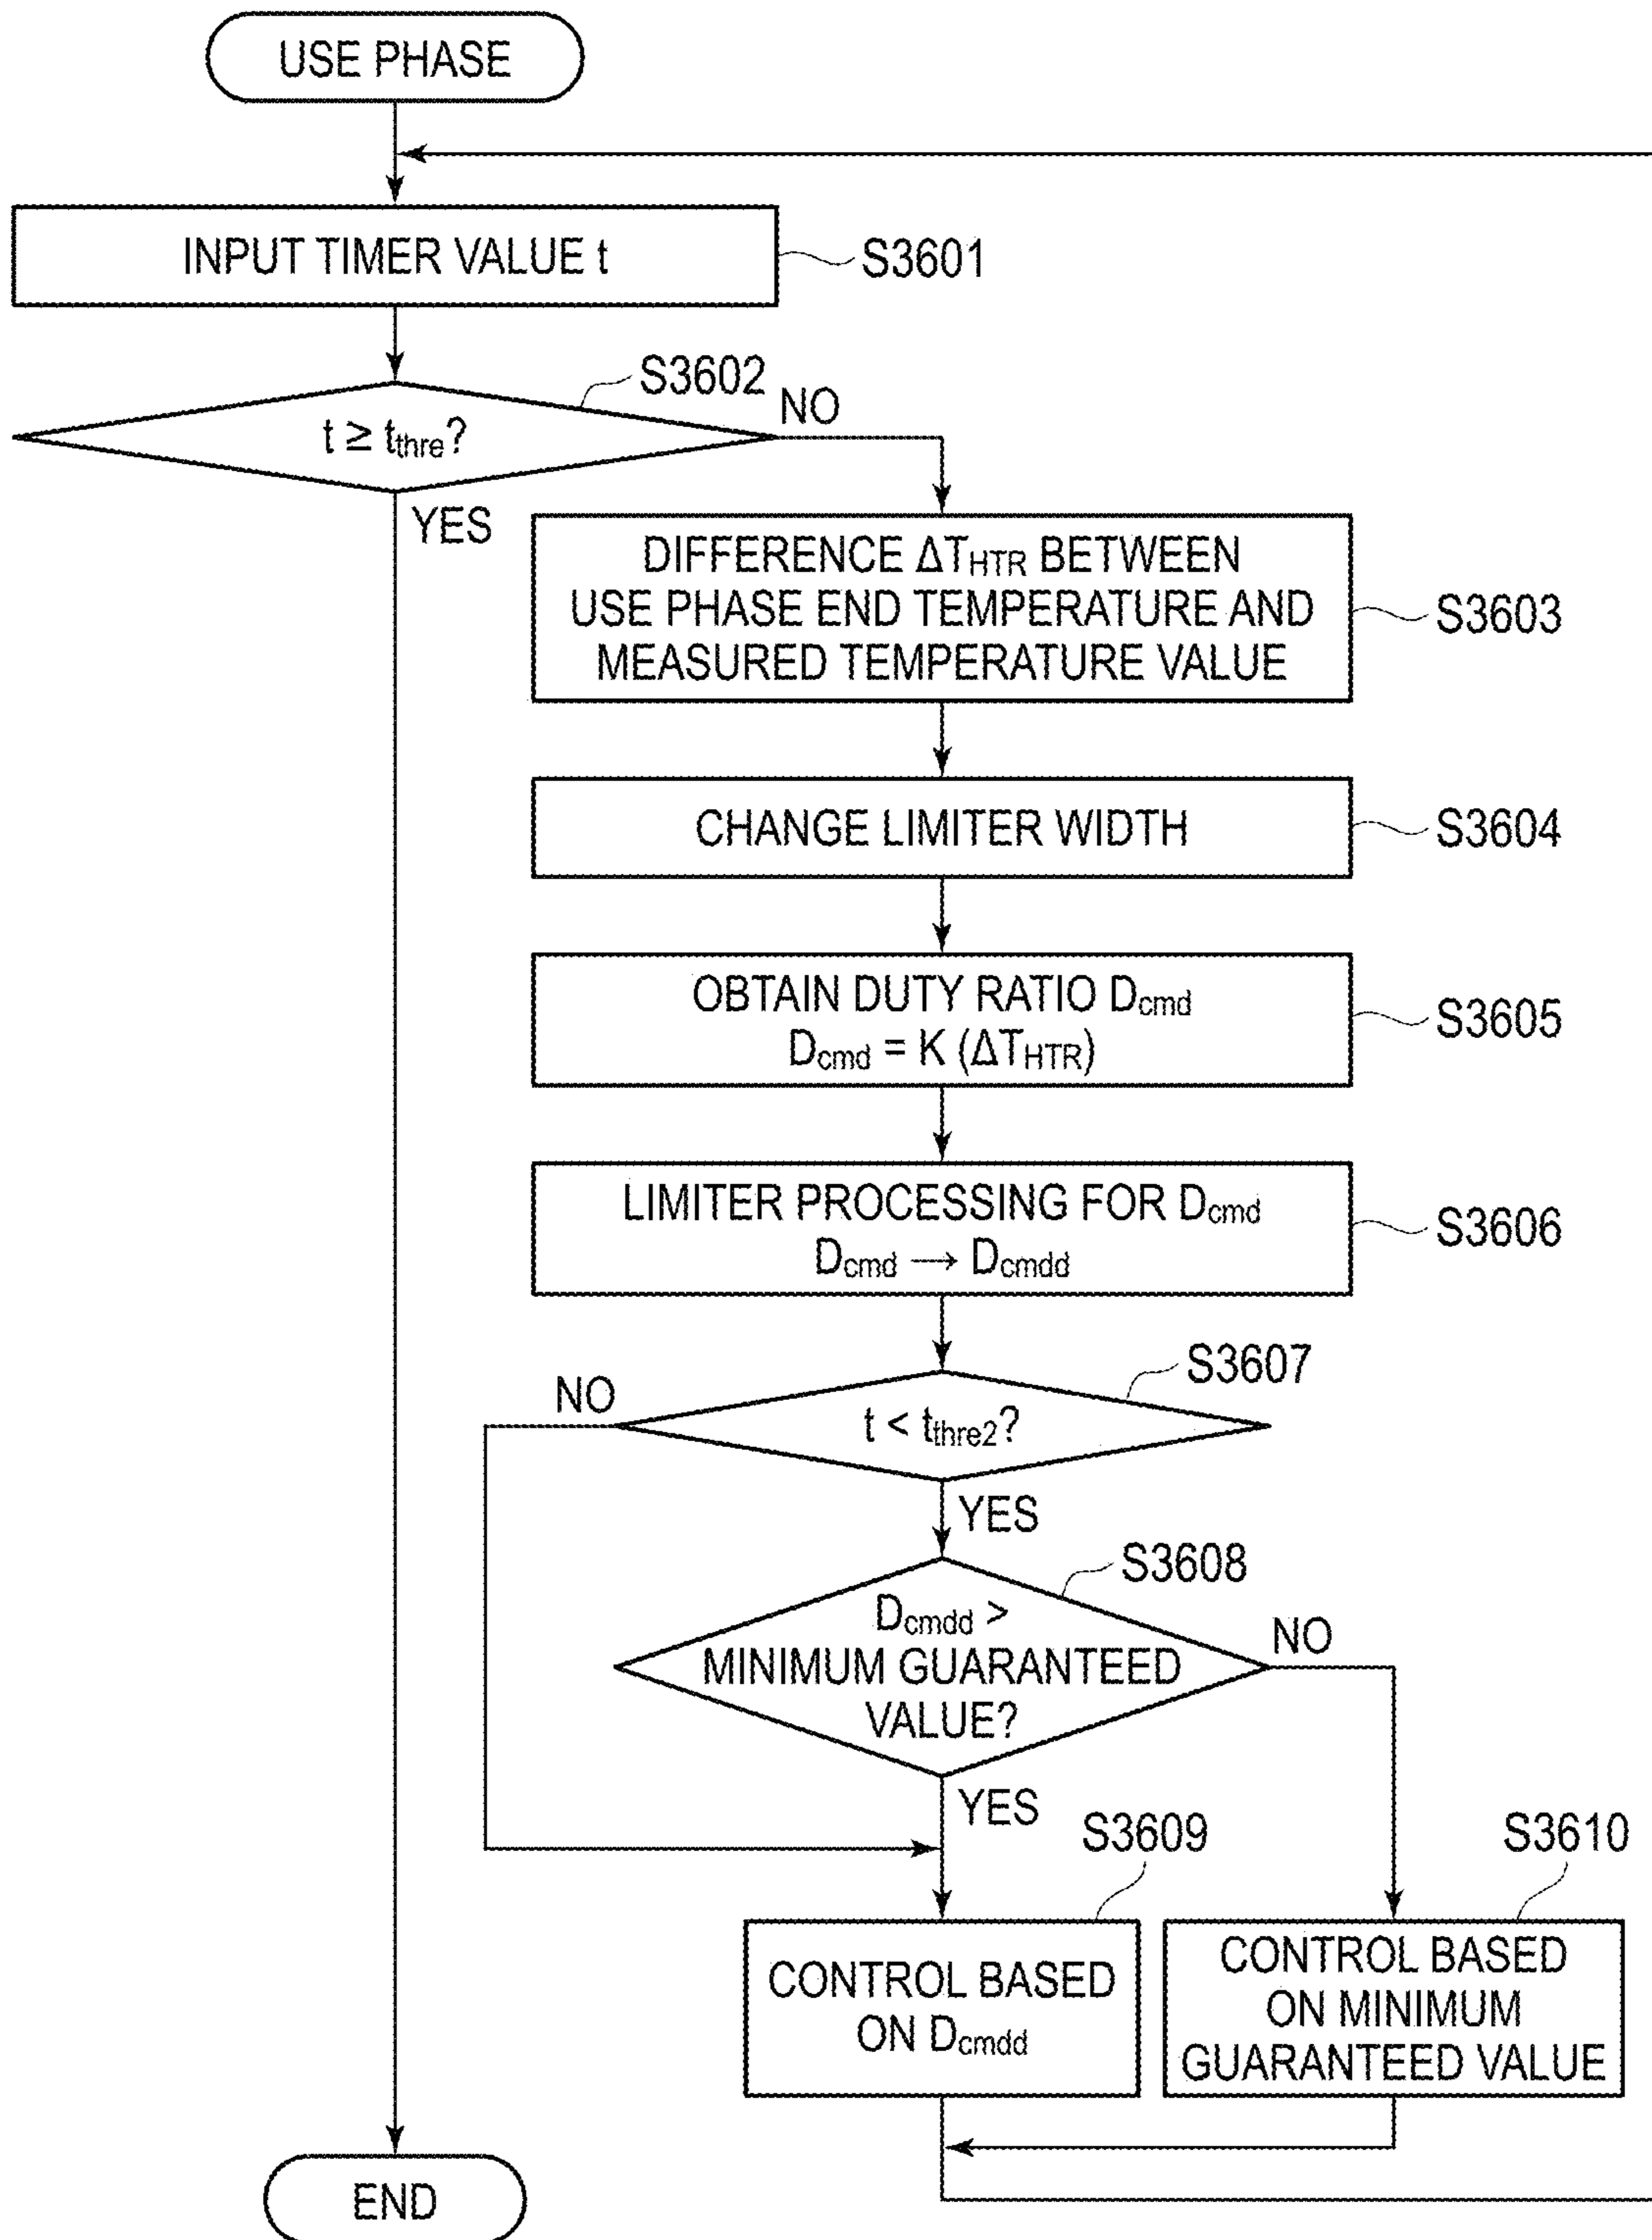 USE PHASE
INPUT TIMER VALUE t
S3601
S3602
t ≥ tthre?
NO
YES
DIFFERENCE ΔTHTR BETWEEN
USE PHASE END TEMPERATURE AND
MEASURED TEMPERATURE VALUE
S3603
CHANGE LIMITER WIDTH
S3604
OBTAIN DUTY RATIO Dcmd
Dcmd = K (ΔTHTR)
S3605
LIMITER PROCESSING FOR Dcmd
Dcmd → Dcmdd
S3606
S3607
NO
t < tthre2?
YES
S3608
Dcmdd >
MINIMUM GUARANTEED
VALUE?
NO
YES
S3609
S3610
CONTROL BASED
ON Dcmdd
CONTROL BASED
ON MINIMUM
GUARANTEED VALUE
END